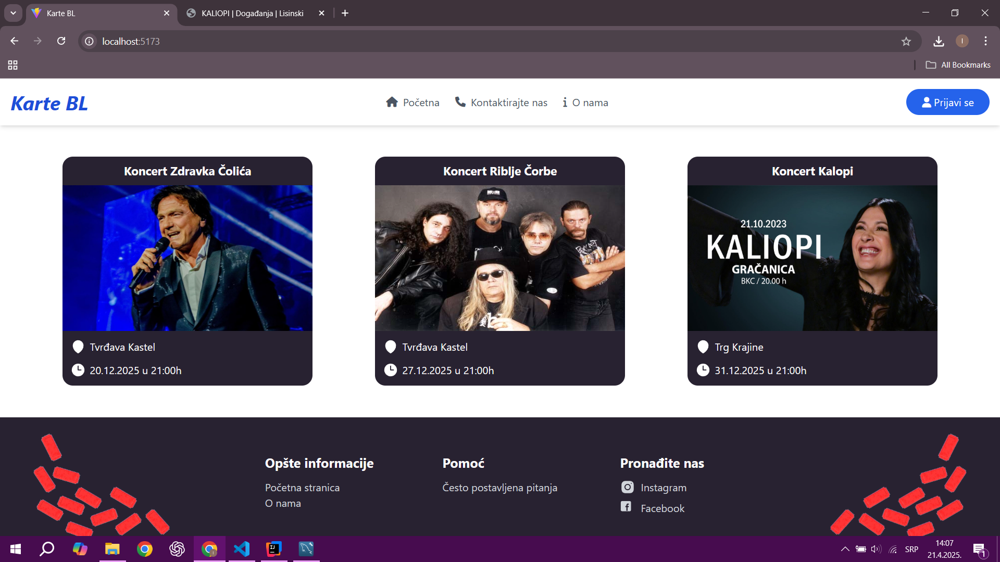 Karte BL
KALIOPI | Događanja | Lisinski
localhost:5173
I
All Bookmarks
Karte BL
Početna
Kontaktirajte nas
O nama
Prijavi se
Koncert Zdravka Čolića
Tvrđava Kastel
20.12.2025 u 21:00h
Koncert Riblje Čorbe
Tvrđava Kastel
27.12.2025 u 21:00h
Koncert Kalopi
21.10.2023
KALIOPI
GRAČANICA
BKC / 20.00 h
Trg Krajine
31.12.2025 u 21:00h
Opšte informacije
Početna stranica
O nama
Pomoć
Često postavljena pitanja
Pronađite nas
Instagram
Facebook
SRP
14:07
21.4.2025.
1